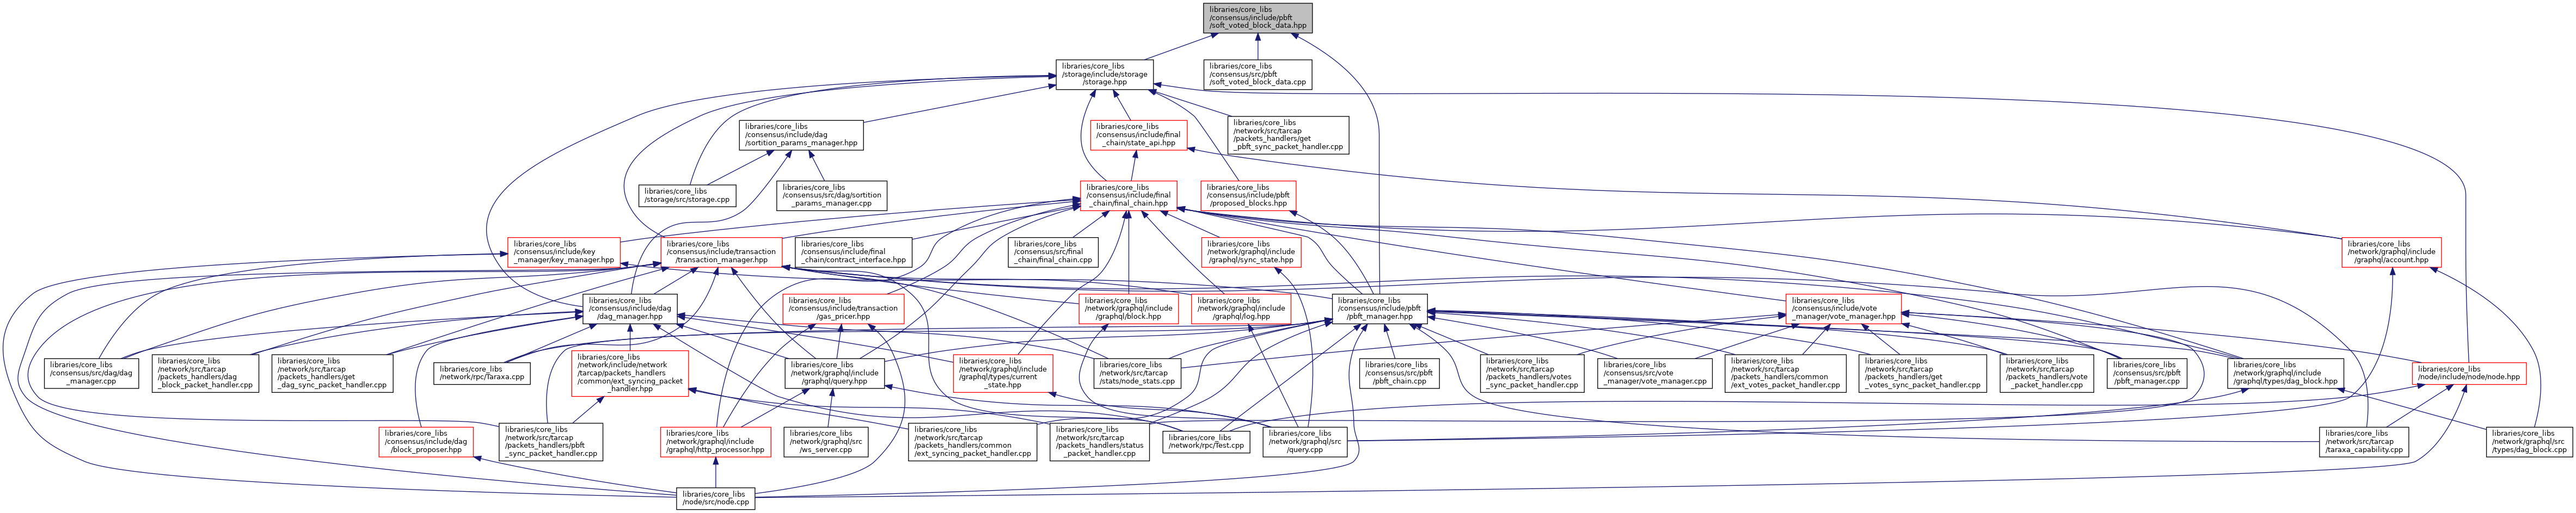 libraries/core_libs
/consensus/include/pbft
/soft_voted_block_data.hpp
libraries/core_libs
/storage/include/storage
/storage.hpp
libraries/core_libs
/consensus/src/pbft
/soft_voted_block_data.cpp
libraries/core_libs
/consensus/include/dag
/sortition_params_manager.hpp
libraries/core_libs
/consensus/include/final
_chain/state_api.hpp
libraries/core_libs
/network/src/tarcap
/packets_handlers/get
_pbft_sync_packet_handler.cpp
libraries/core_libs
/storage/src/storage.cpp
libraries/core_libs
/consensus/src/dag/sortition
_params_manager.cpp
libraries/core_libs
/consensus/include/final
_chain/final_chain.hpp
libraries/core_libs
/consensus/include/pbft
/proposed_blocks.hpp
libraries/core_libs
/consensus/include/key
_manager/key_manager.hpp
libraries/core_libs
/consensus/include/transaction
/transaction_manager.hpp
libraries/core_libs
/consensus/include/final
_chain/contract_interface.hpp
libraries/core_libs
/consensus/src/final
_chain/final_chain.cpp
libraries/core_libs
/network/graphql/include
/graphql/sync_state.hpp
libraries/core_libs
/network/graphql/include
/graphql/account.hpp
libraries/core_libs
/consensus/include/dag
/dag_manager.hpp
libraries/core_libs
/consensus/include/transaction
/gas_pricer.hpp
libraries/core_libs
/network/graphql/include
/graphql/block.hpp
libraries/core_libs
/network/graphql/include
/graphql/log.hpp
libraries/core_libs
/consensus/include/pbft
/pbft_manager.hpp
libraries/core_libs
/consensus/include/vote
_manager/vote_manager.hpp
libraries/core_libs
/consensus/src/dag/dag
_manager.cpp
libraries/core_libs
/network/src/tarcap
/packets_handlers/dag
_block_packet_handler.cpp
libraries/core_libs
/network/src/tarcap
/packets_handlers/get
_dag_sync_packet_handler.cpp
libraries/core_libs
/network/rpc/Taraxa.cpp
libraries/core_libs
/network/include/network
/tarcap/packets_handlers
/common/ext_syncing_packet
_handler.hpp
libraries/core_libs
/network/graphql/include
/graphql/query.hpp
libraries/core_libs
/network/graphql/include
/graphql/types/current
_state.hpp
libraries/core_libs
/network/src/tarcap
/stats/node_stats.cpp
libraries/core_libs
/consensus/src/pbft
/pbft_chain.cpp
libraries/core_libs
/network/src/tarcap
/packets_handlers/votes
_sync_packet_handler.cpp
libraries/core_libs
/consensus/src/vote
_manager/vote_manager.cpp
libraries/core_libs
/network/src/tarcap
/packets_handlers/common
/ext_votes_packet_handler.cpp
libraries/core_libs
/network/src/tarcap
/packets_handlers/get
_votes_sync_packet_handler.cpp
libraries/core_libs
/network/src/tarcap
/packets_handlers/vote
_packet_handler.cpp
libraries/core_libs
/consensus/src/pbft
/pbft_manager.cpp
libraries/core_libs
/network/graphql/include
/graphql/types/dag_block.hpp
libraries/core_libs
/node/include/node/node.hpp
libraries/core_libs
/consensus/include/dag
/block_proposer.hpp
libraries/core_libs
/network/src/tarcap
/packets_handlers/pbft
_sync_packet_handler.cpp
libraries/core_libs
/network/graphql/include
/graphql/http_processor.hpp
libraries/core_libs
/network/graphql/src
/ws_server.cpp
libraries/core_libs
/network/src/tarcap
/packets_handlers/common
/ext_syncing_packet_handler.cpp
libraries/core_libs
/network/src/tarcap
/packets_handlers/status
_packet_handler.cpp
libraries/core_libs
/network/rpc/Test.cpp
libraries/core_libs
/network/graphql/src
/query.cpp
libraries/core_libs
/network/src/tarcap
/taraxa_capability.cpp
libraries/core_libs
/network/graphql/src
/types/dag_block.cpp
libraries/core_libs
/node/src/node.cpp